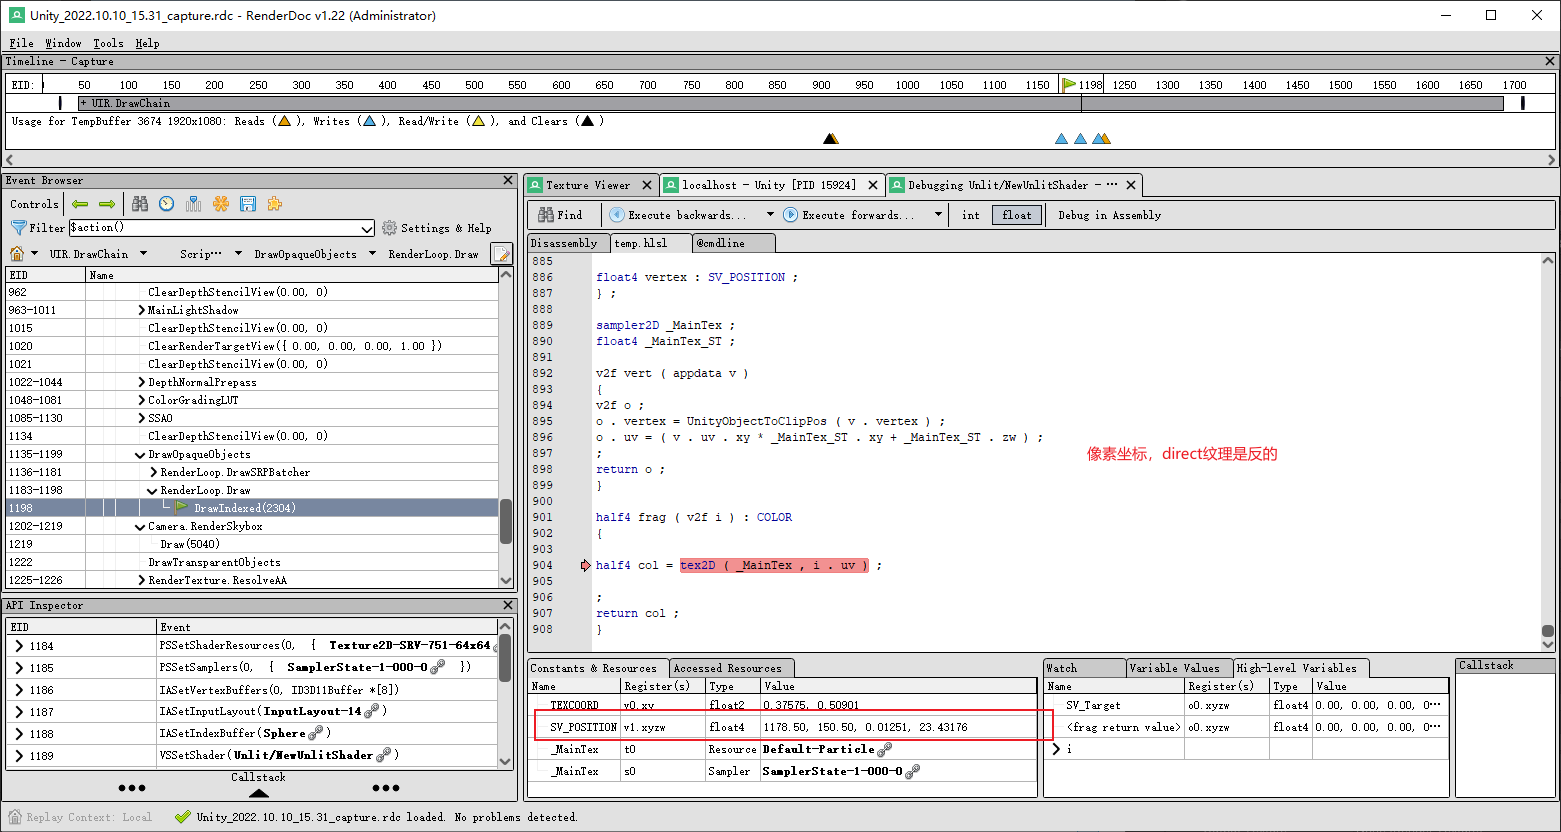 Unity_2022.10.10_15.31_capture.rdc - RenderDoc v1.22 (Administrator)
File Window Tools Help
Timeline - Capture
EID: 50 100 150 200 250 300 350 400 450 500 550 600 650 700 750 800 850 900 950 1000 1050 1100 1150 1198 1250 1300 1350 1400 1450 1500 1550 1600 1650 1700
+ UIR.DrawChain
Usage for TempBuffer 3674 1920x1080: Reads ( ), Writes ( ), Read/Write ( ), and Clears ( )
Event Browser
Controls
Filter $action() Settings & Help
UIR.DrawChain Scrip... DrawOpaqueObjects RenderLoop.Draw
EID Name
962 ClearDepthStencilView(0.00, 0)
963-1011 MainLightShadow
1015 ClearDepthStencilView(0.00, 0)
1020 ClearRenderTargetView({ 0.00, 0.00, 0.00, 1.00 })
1021 ClearDepthStencilView(0.00, 0)
1022-1044 DepthNormalPrepass
1048-1081 ColorGradingLUT
1085-1130 SSAO
1134 ClearDepthStencilView(0.00, 0)
1135-1199 DrawOpaqueObjects
1136-1181 RenderLoop.DrawSRPBatcher
1183-1198 RenderLoop.Draw
1198 DrawIndexed(2304)
1202-1219 Camera.RenderSkybox
1219 Draw(5040)
1222 DrawTransparentObjects
1225-1226 RenderTexture.ResolveAA
API Inspector
EID Event
1184 PSSetShaderResources(0, { Texture2D-SRV-751-64x64
1185 PSSetSamplers(0, { SamplerState-1-000-0 })
1186 IASetVertexBuffers(0, ID3D11Buffer *[8])
1187 IASetInputLayout(InputLayout-14 )
1188 IASetIndexBuffer(Sphere )
1189 VSSetShader(Unlit/NewUnlitShader )
Callstack
Texture Viewer localhost - Unity [PID 15924] Debugging Unlit/NewUnlitShader - ...
Find Execute backwards... Execute forwards... int float Debug in Assembly
Disassembly temp.hlsl @cmdline
885
886 float4 vertex : SV_POSITION ;
887 } ;
888
889 sampler2D _MainTex ;
890 float4 _MainTex_ST ;
891
892 v2f vert ( appdata v )
893 {
894 v2f o ;
895 o . vertex = UnityObjectToClipPos ( v . vertex ) ;
896 o . uv = ( v . uv . xy * _MainTex_ST . xy + _MainTex_ST . zw ) ;
897 ;
898 return o ;
899 }
900
901 half4 frag ( v2f i ) : COLOR
902 {
903
904 half4 col = tex2D ( _MainTex , i . uv ) ;
905
906 ;
907 return col ;
908 }
像素坐标，direct纹理是反的
Constants & Resources Accessed Resources
Name Register(s) Type Value
TEXCOORD v0.xy float2 0.37575, 0.50901
SV_POSITION v1.xyzw float4 1178.50, 150.50, 0.01251, 23.43176
_MainTex t0 Resource Default-Particle
_MainTex s0 Sampler SamplerState-1-000-0
Watch Variable Values High-level Variables
Name Register(s) Type Value
SV_Target o0.xyzw float4 0.00, 0.00, 0.00, 0...
<frag return value> o0.xyzw float4 0.00, 0.00, 0.00, 0...
i
Callstack
Replay Context: Local Unity_2022.10.10_15.31_capture.rdc loaded. No problems detected.